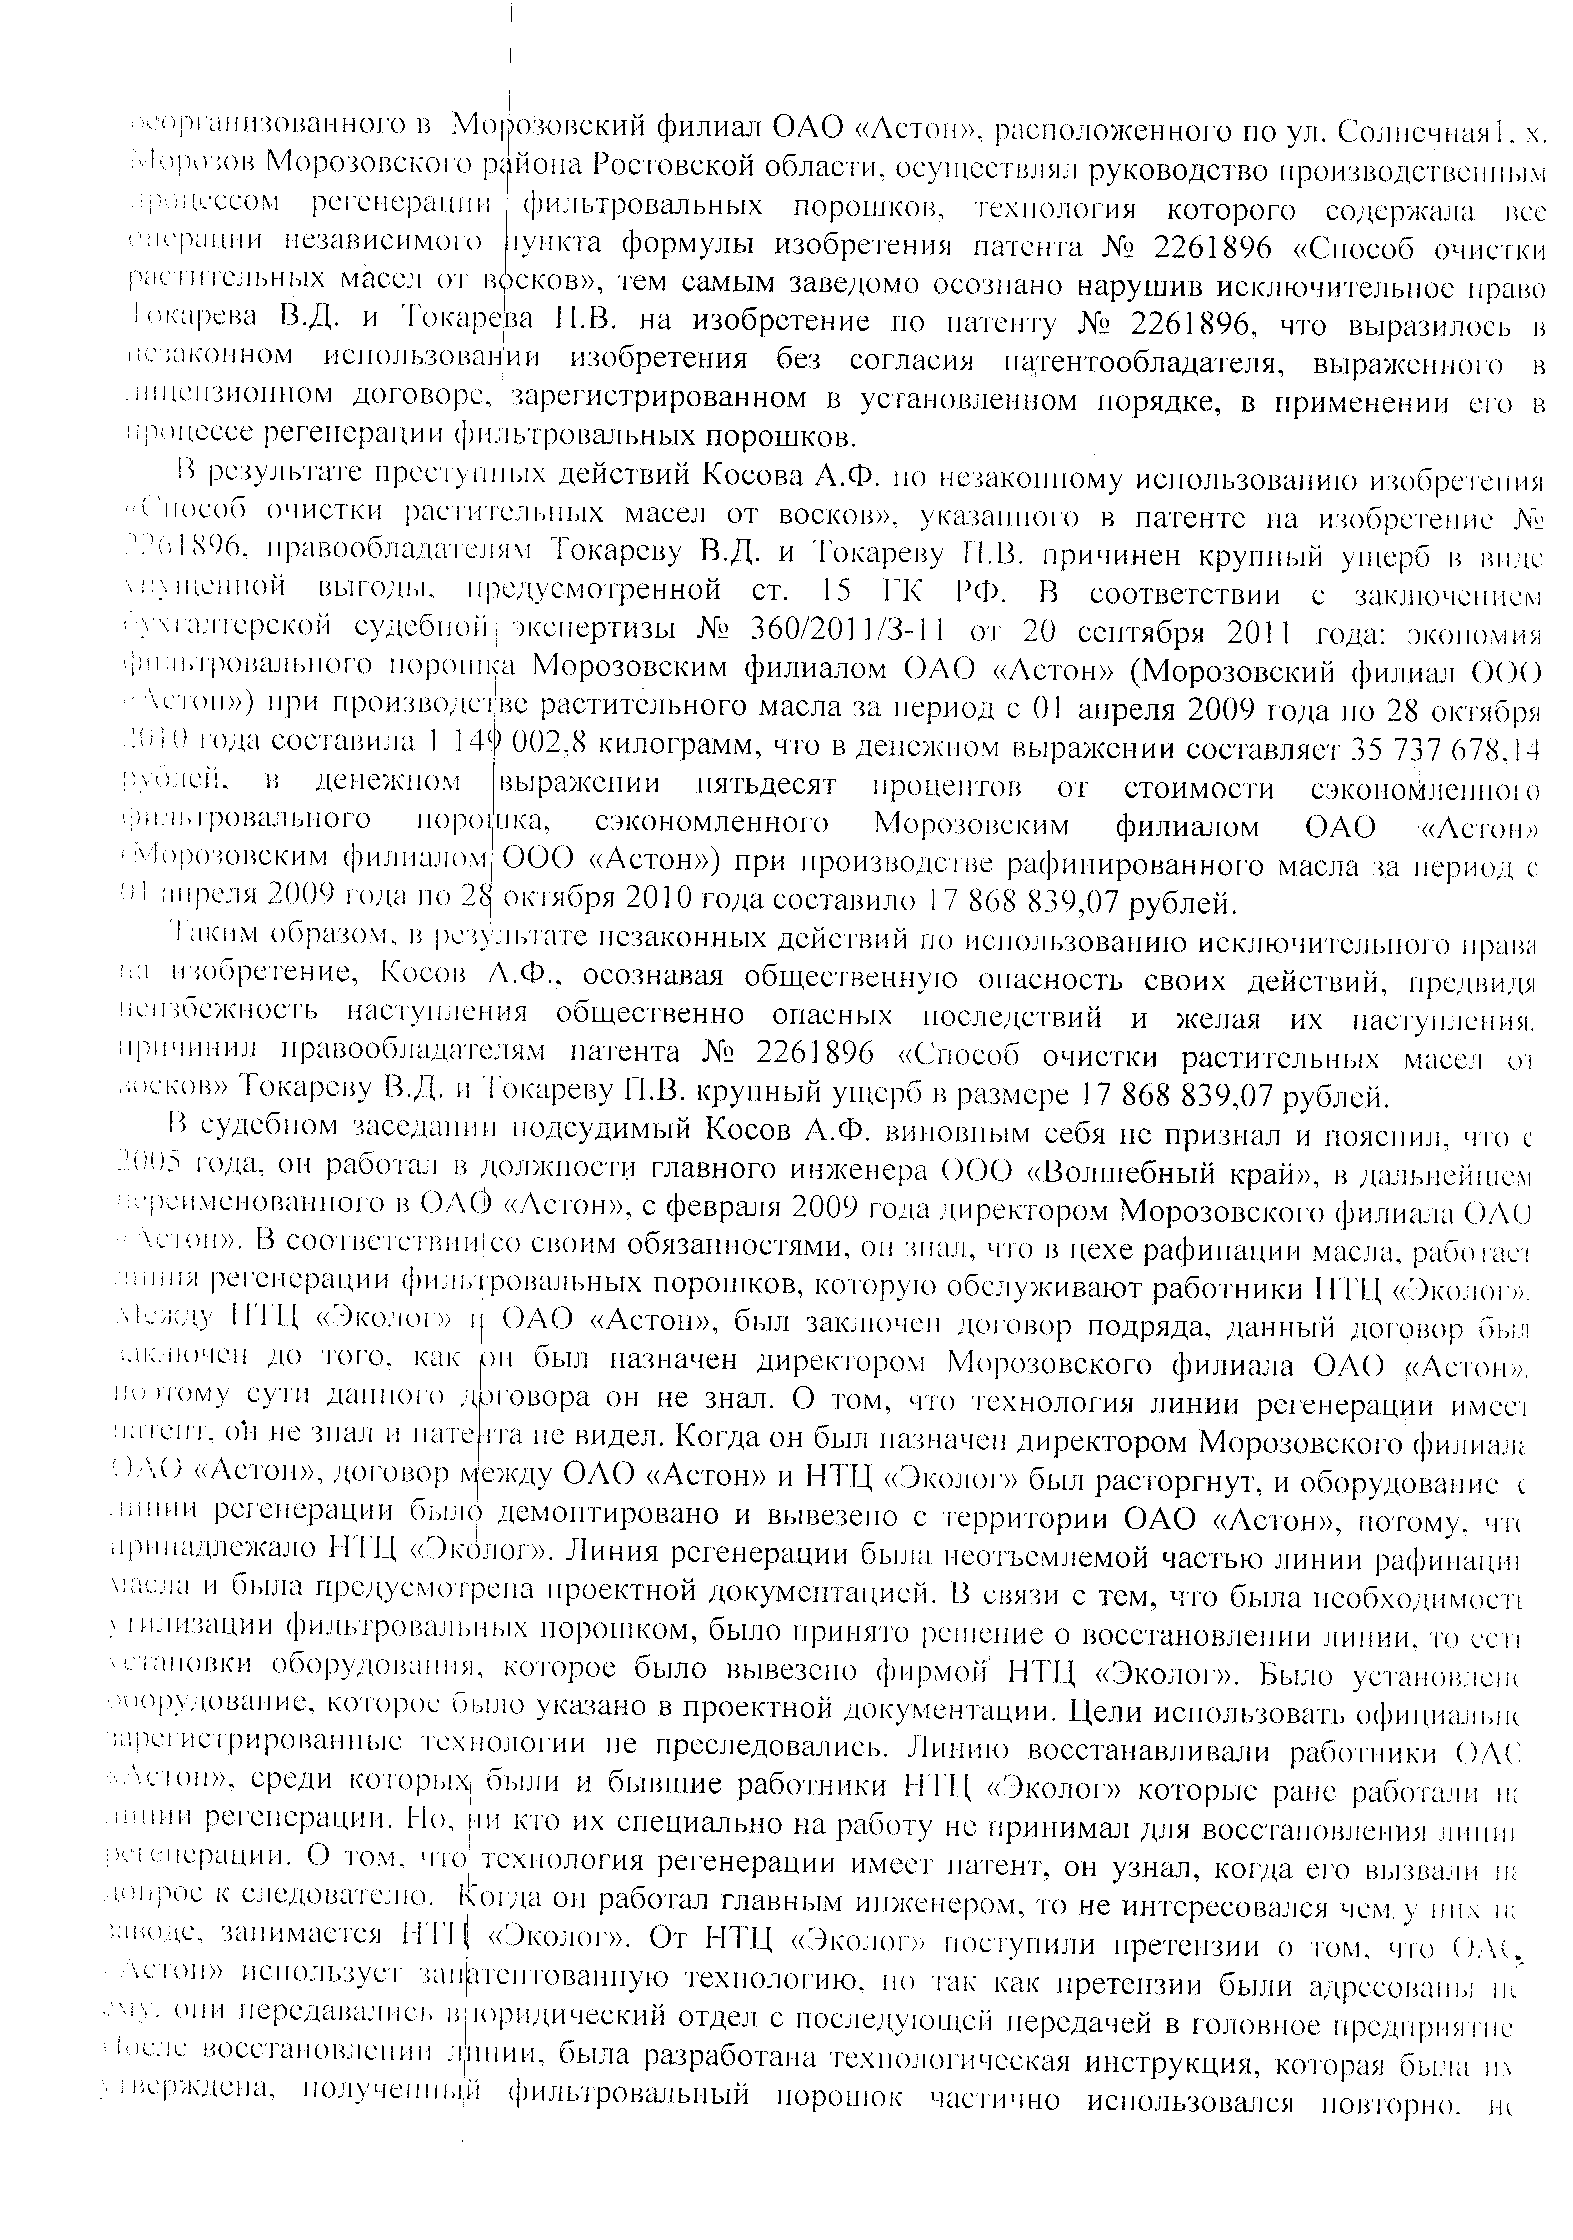 реорганизованного в Морозовский филиал ОАО «Астон», расположенного по ул. Солнечная1, х.
Морозов Морозовского района Ростовской области, осуществлял руководство производственным
процессом регенерации фильтровальных порошков, технология которого содержала все
операции независимого пункта формулы изобретения патента № 2261896 «Способ очистки
растительных масел от восков», тем самым заведомо осознано нарушив исключительное право
Токарева В.Д. и Токарева П.В. на изобретение по патенту № 2261896, что выразилось в
незаконном использовании изобретения без согласия патентообладателя, выраженного в
лицензионном договоре, зарегистрированном в установленном порядке, в применении его в
процессе регенерации фильтровальных порошков.
В результате преступных действий Косова А.Ф. по незаконному использованию изобретения
«Способ очистки растительных масел от восков», указанного в патенте на изобретение №
2261896, правообладателям Токареву В.Д. и Токареву П.В. причинен крупный ущерб в виде
упущенной выгоды, предусмотренной ст. 15 ГК РФ. В соответствии с заключением
бухгалтерской судебной экспертизы № 360/2011/З-11 от 20 сентября 2011 года: экономия
фильтровального порошка Морозовским филиалом ОАО «Астон» (Морозовский филиал ООО
«Астон») при производстве растительного масла за период с 01 апреля 2009 года по 28 октября
2010 года составила 1 149 002,8 килограмм, что в денежном выражении составляет 35 737 678,14
рублей, в денежном выражении пятьдесят процентов от стоимости сэкономленного
фильтровального порошка, сэкономленного Морозовским филиалом ОАО «Астон»
(Морозовским филиалом ООО «Астон») при производстве рафинированного масла за период с
01 апреля 2009 года по 28 октября 2010 года составило 17 868 839,07 рублей.
Таким образом, в результате незаконных действий по использованию исключительного права
на изобретение, Косов А.Ф., осознавая общественную опасность своих действий, предвидя
неизбежность наступления общественно опасных последствий и желая их наступления,
причинил правообладателям патента № 2261896 «Способ очистки растительных масел от
восков» Токареву В.Д. и Токареву П.В. крупный ущерб в размере 17 868 839,07 рублей.
В судебном заседании подсудимый Косов А.Ф. виновным себя не признал и пояснил, что с
2005 года, он работал в должности главного инженера ООО «Волшебный край», в дальнейшем
переименованного в ОАО «Астон», с февраля 2009 года директором Морозовского филиала ОАО
«Астон». В соответствии со своим обязанностями, он знал, что в цехе рафинации масла, работает
линия регенерации фильтровальных порошков, которую обслуживают работники НТЦ «Эколог».
Между НТЦ «Эколог» и ОАО «Астон», был заключен договор подряда, данный договор был
заключен до того, как он был назначен директором Морозовского филиала ОАО «Астон»,
поэтому сути данного договора он не знал. О том, что технология линии регенерации имеет
патент, он не знал и патента не видел. Когда он был назначен директором Морозовского филиала
ОАО «Астон», договор между ОАО «Астон» и НТЦ «Эколог» был расторгнут, и оборудование с
линии регенерации было демонтировано и вывезено с территории ОАО «Астон», потому, что
принадлежало НТЦ «Эколог». Линия регенерации была неотъемлемой частью линии рафинации
масла и была предусмотрена проектной документацией. В связи с тем, что была необходимость
утилизации фильтровальных порошком, было принято решение о восстановлении линии, то есть
установки оборудования, которое было вывезено фирмой НТЦ «Эколог». Было установлено
оборудование, которое было указано в проектной документации. Цели использовать официально
зарегистрированные технологии не преследовались. Линию восстанавливали работники ОАО
«Астон», среди которых были и бывшие работники НТЦ «Эколог» которые ране работали на
линии регенерации. Но, ни кто их специально на работу не принимал для восстановления линии
регенерации. О том, что технология регенерации имеет патент, он узнал, когда его вызвали на
допрос к следователю. Когда он работал главным инженером, то не интересовался чем у них на
заводе, занимается НТЦ «Эколог». От НТЦ «Эколог» поступили претензии о том, что ОАО
«Астон» использует запатентованную технологию, но так как претензии были адресованы не
ему, они передавались в юридический отдел с последующей передачей в головное предприятие
После восстановлении линии, была разработана технологическая инструкция, которая была им
утверждена, полученный фильтровальный порошок частично использовался повторно, но